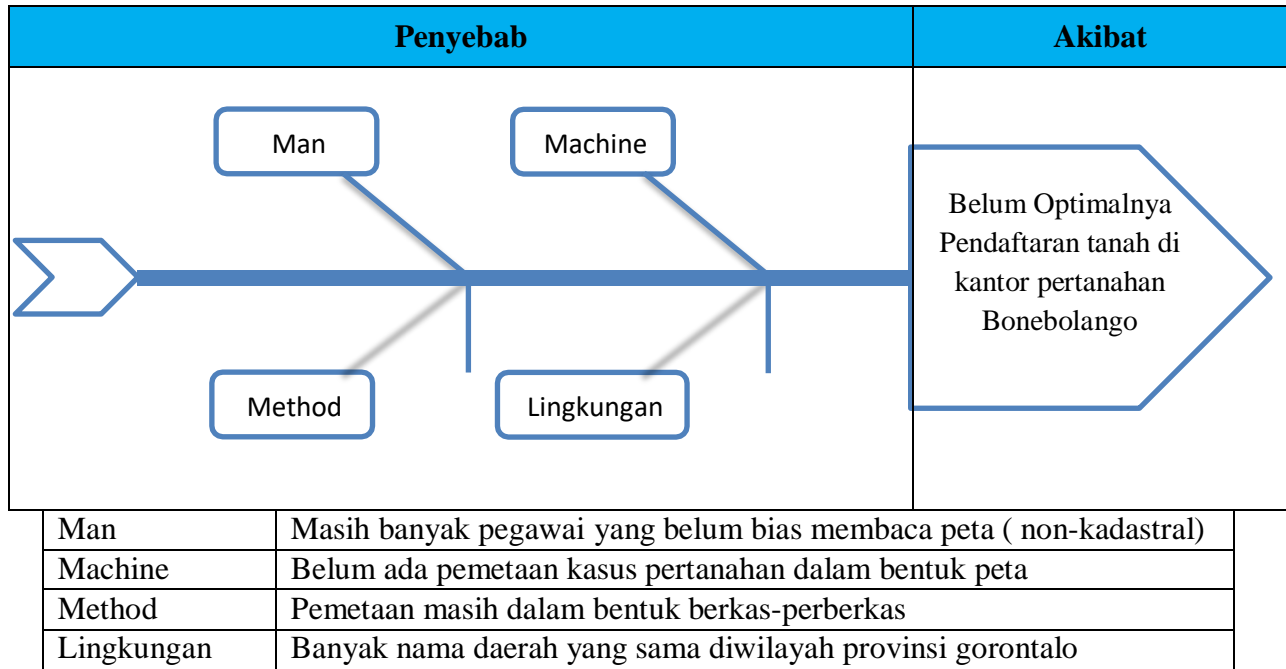 Penyebab
Akibat
Man
Machine
Belum Optimalnya
Pendaftaran tanah di
kantor pertanahan
Bonebolango
Method
Lingkungan
Man Masih banyak pegawai yang belum bias membaca peta ( non-kadastral)
Machine Belum ada pemetaan kasus pertanahan dalam bentuk peta
Method Pemetaan masih dalam bentuk berkas-perberkas
Lingkungan Banyak nama daerah yang sama diwilayah provinsi gorontalo